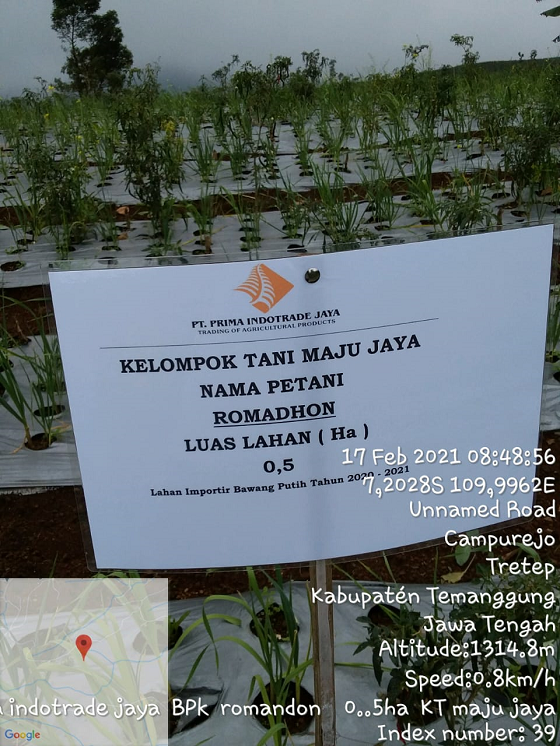 PT. PRIMA INDOTRADE JAYA
TRADING OF AGRICULTURAL PRODUCTS
KELOMPOK TANI MAJU JAYA
NAMA PETANI
ROMADHON
LUAS LAHAN ( Ha )
0,5
Lahan Importir Bawang Putih Tahun 2020 - 2021
17 Feb 2021 08:48:56
7,2028S 109,9962E
Unnamed Road
Campurejo
Tretep
Kabupatén Temanggung
Jawa Tengah
Altitude:1314.8m
Speed:0.8km/h
indotrade jaya BPk romandon 0..5ha KT maju jaya
Index number: 39
Google